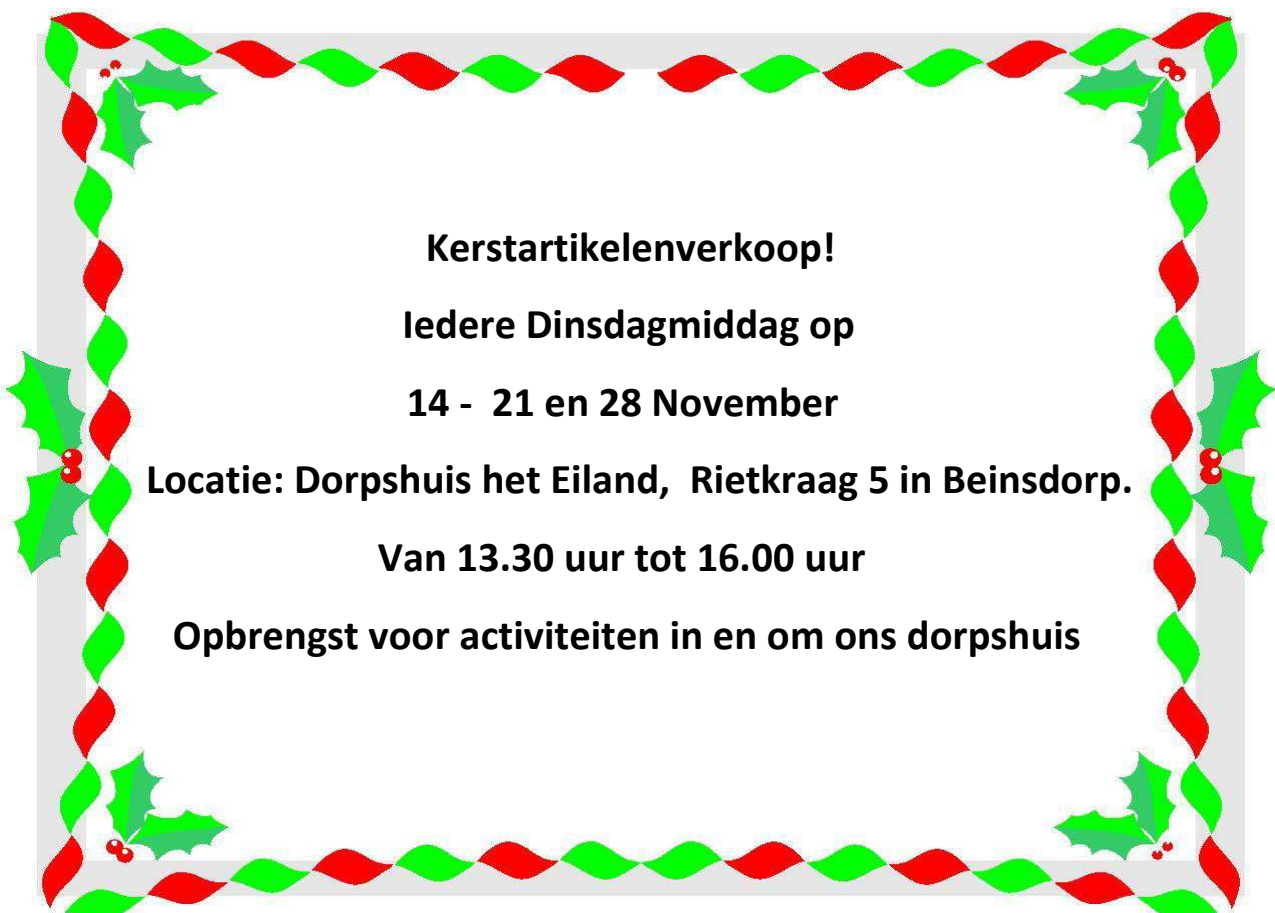 Kerstartikelenverkoop!
Iedere Dinsdagmiddag op
14 -  21 en 28 November
Locatie: Dorpshuis het Eiland,  Rietkraag 5 in Beinsdorp.
Van 13.30 uur tot 16.00 uur
Opbrengst voor activiteiten in en om ons dorpshuis